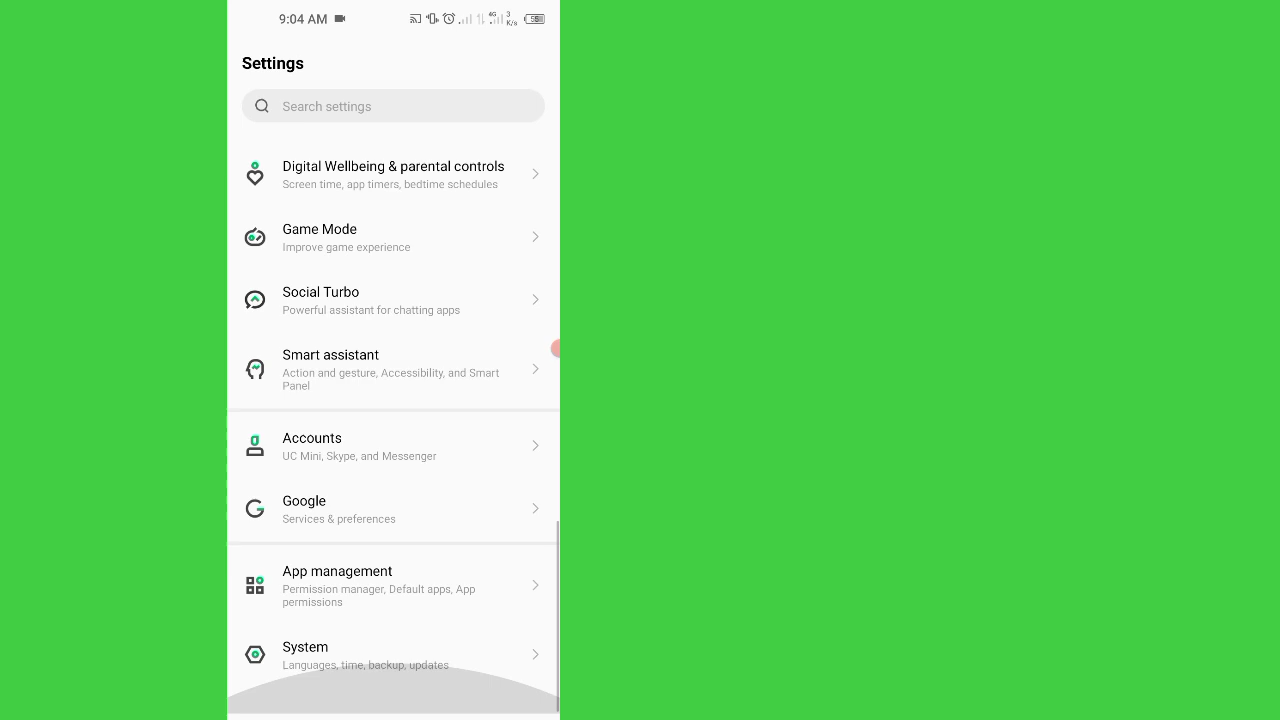 9:04 AM
4G
3
K/s
Settings
Search settings
Digital Wellbeing & parental controls
Screen time, app timers, bedtime schedules
Game Mode
Improve game experience
Social Turbo
Powerful assistant for chatting apps
Smart assistant
Action and gesture, Accessibility, and Smart
Panel
Accounts
UC Mini, Skype, and Messenger
Google
Services & preferences
App management
Permission manager, Default apps, App
permissions
System
Languages, time, backup, updates